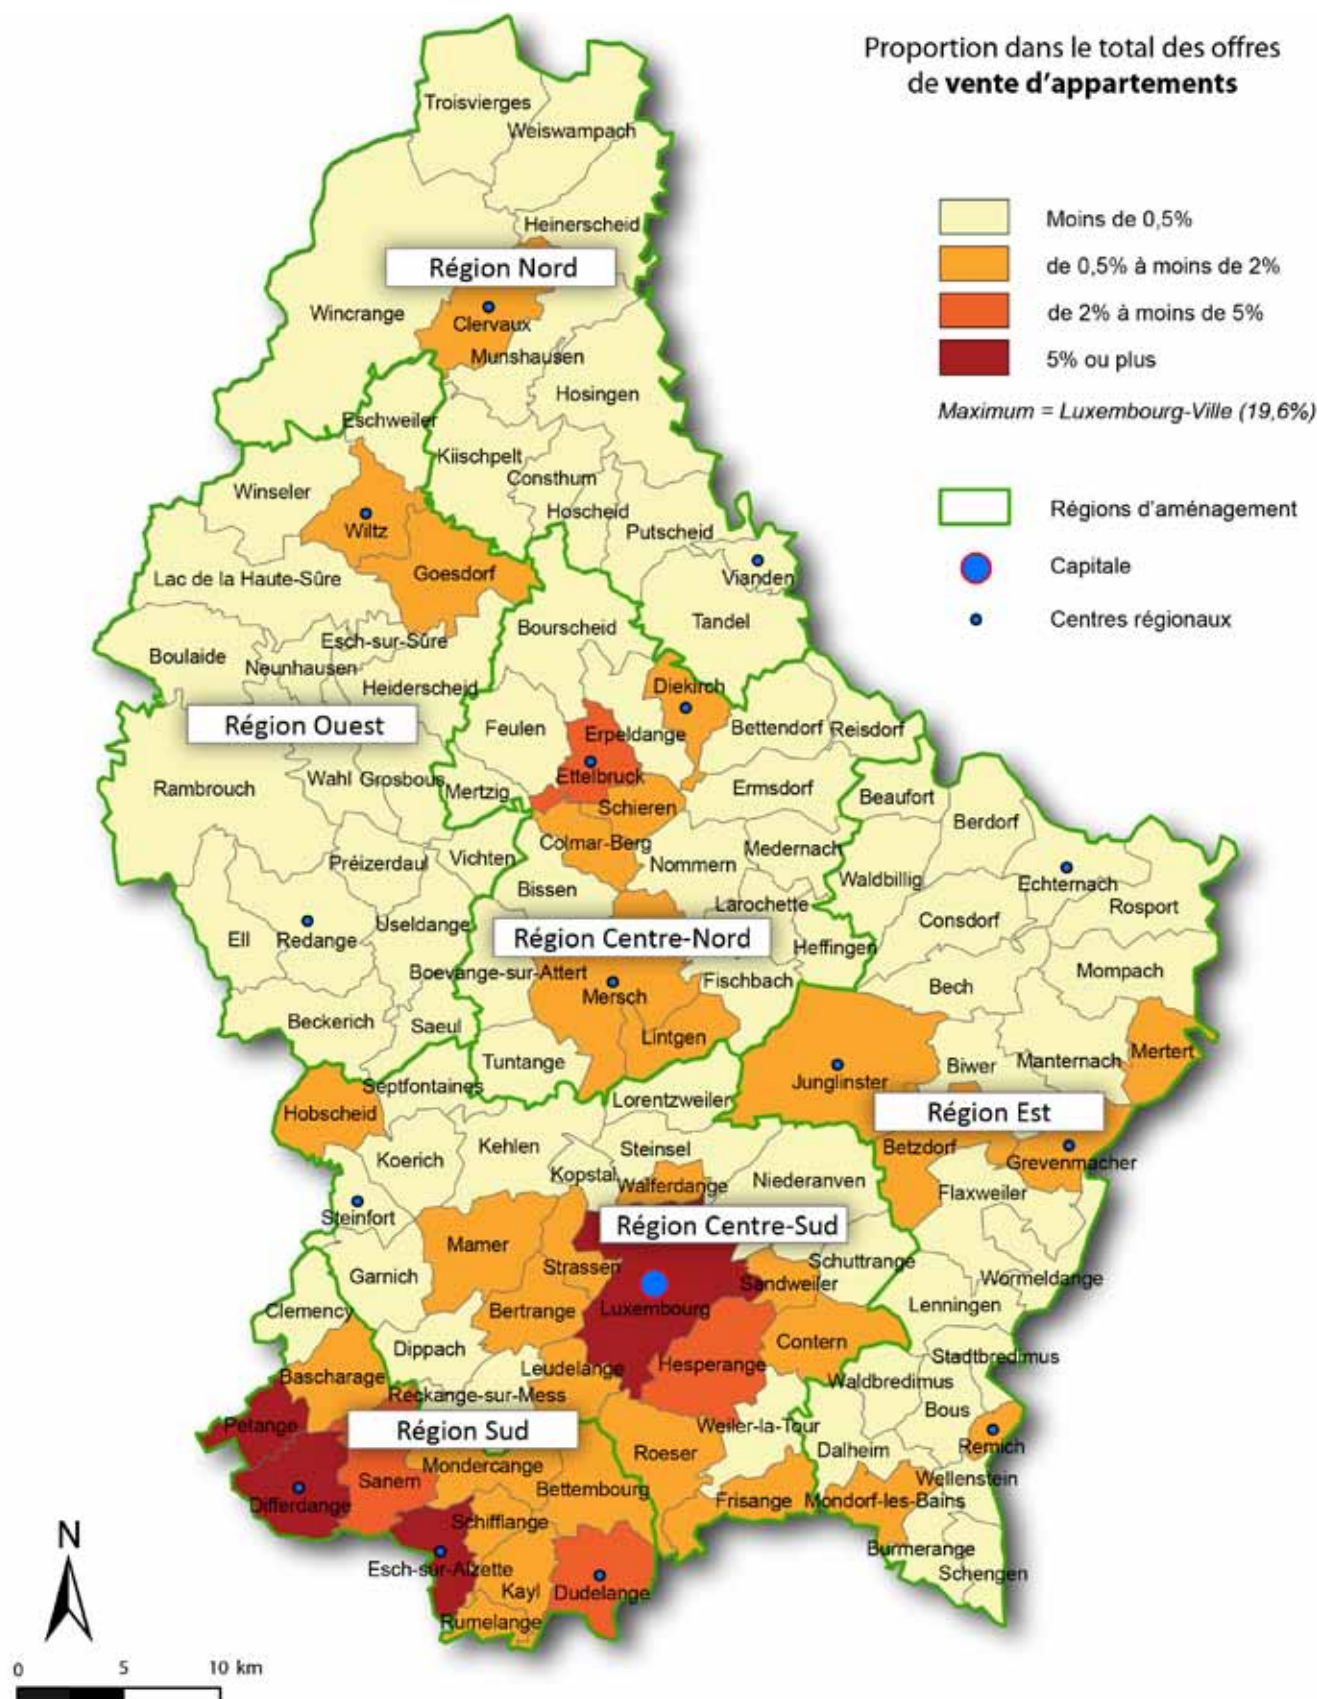 Proportion dans le total des offres
de vente d'appartements
Moins de 0,5%
de 0,5% à moins de 2%
de 2% à moins de 5%
5% ou plus
Maximum = Luxembourg-Ville (19,6%)
Régions d'aménagement
Capitale
Centres régionaux
Troisvierges
Weiswampach
Heinerscheid
Région Nord
Wincrange
Clervaux
Munshausen
Hosingen
Eschweiler
Kiischpelt
Consthum
Winseler
Hoscheid
Wiltz
Putscheid
Goesdorf
Lac de la Haute-Sûre
Vianden
Tandel
Bourscheid
Esch-sur-Sûre
Boulaide
Neunhausen
Heiderscheid
Diekirch
Région Ouest
Feulen
Erpeldange
Bettendorf
Reisdorf
Rambrouch
Wahl
Grosbous
Mertzig
Ettelbruck
Ermsdorf
Schieren
Beaufort
Berdorf
Colmar-Berg
Medernach
Préizerdaul
Vichten
Nommern
Waldbillig
Echternach
Bissen
Larochette
Rosport
Useldange
Consdorf
Ell
Redange
Région Centre-Nord
Heffingen
Boevange-sur-Attert
Fischbach
Mompach
Mersch
Bech
Beckerich
Saeul
Lintgen
Tuntange
Biwer
Manternach
Mertert
Junglinster
Septfontaines
Lorentzweiler
Hobscheid
Région Est
Koerich
Kehlen
Steinsel
Betzdorf
Grevenmacher
Kopstal
Walferdange
Niederanven
Flaxweiler
Steinfort
Région Centre-Sud
Mamer
Schuttrange
Garnich
Strassen
Sandweiler
Wormeldange
Clemency
Bertrange
Luxembourg
Lenningen
Dippach
Contern
Leudelange
Hesperange
Stadtbredimus
Bascharage
Waldbredimus
Reckange-sur-Mess
Bous
Pétange
Région Sud
Weiler-la-Tour
Roeser
Dalheim
Remich
Mondercange
Sanem
Bettembourg
Wellenstein
Differdange
Frisange
Mondorf-les-Bains
Schifflange
Burmerange
Esch-sur-Alzette
Schengen
Kayl
Dudelange
Rumelange
N
0 5 10 km